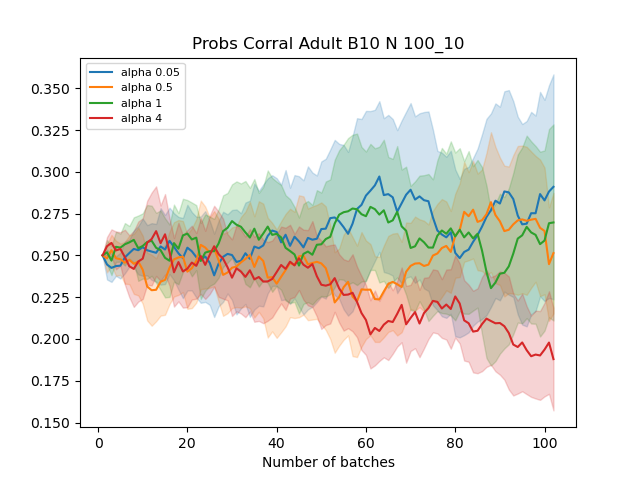 Probs Corral Adult B10 N 100_10
alpha 0.05
alpha 0.5
alpha 1
alpha 4
0.350
0.325
0.300
0.275
0.250
0.225
0.200
0.175
0.150
0 20 40 60 80 100
Number of batches